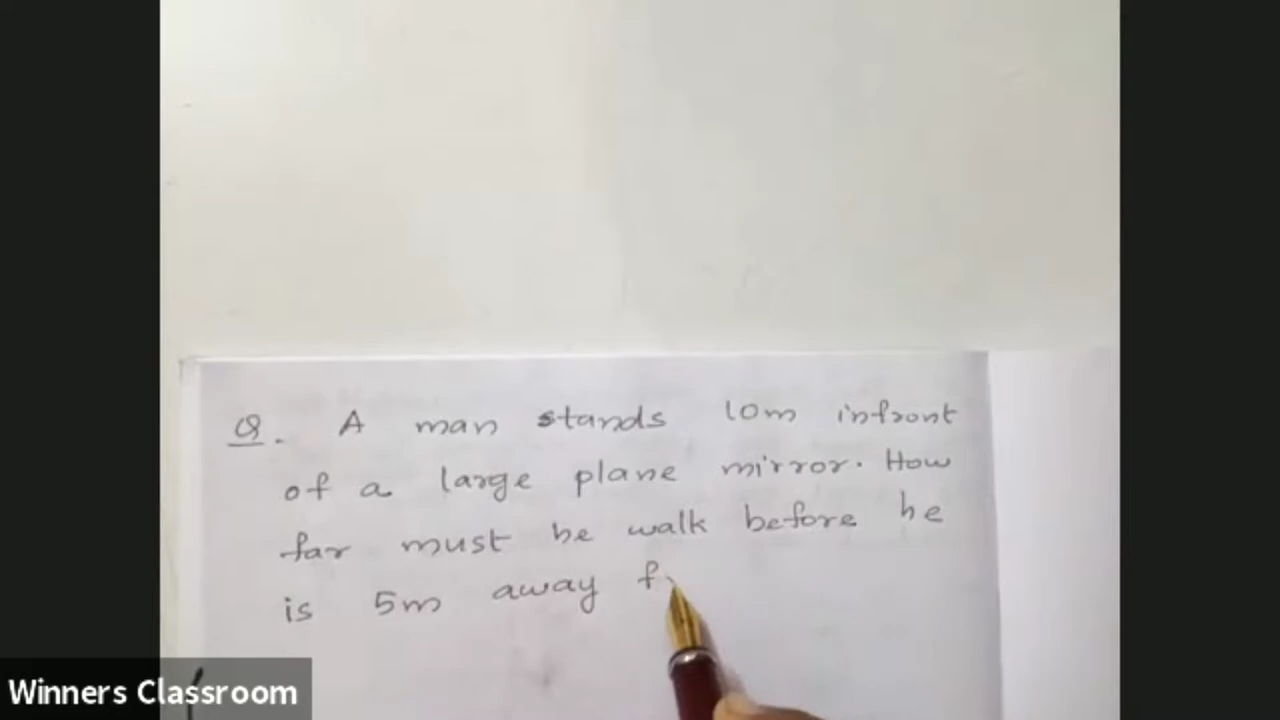 Q. A man stands 10m infront
of a large plane mirror. How
far must he walk before he
is 5m away f
Winners Classroom